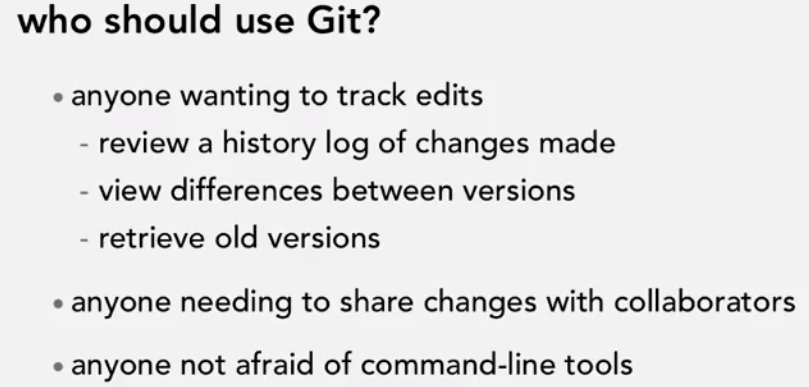 who should use Git?
• anyone wanting to track edits
- review a history log of changes made
- view differences between versions
- retrieve old versions
• anyone needing to share changes with collaborators
• anyone not afraid of command-line tools